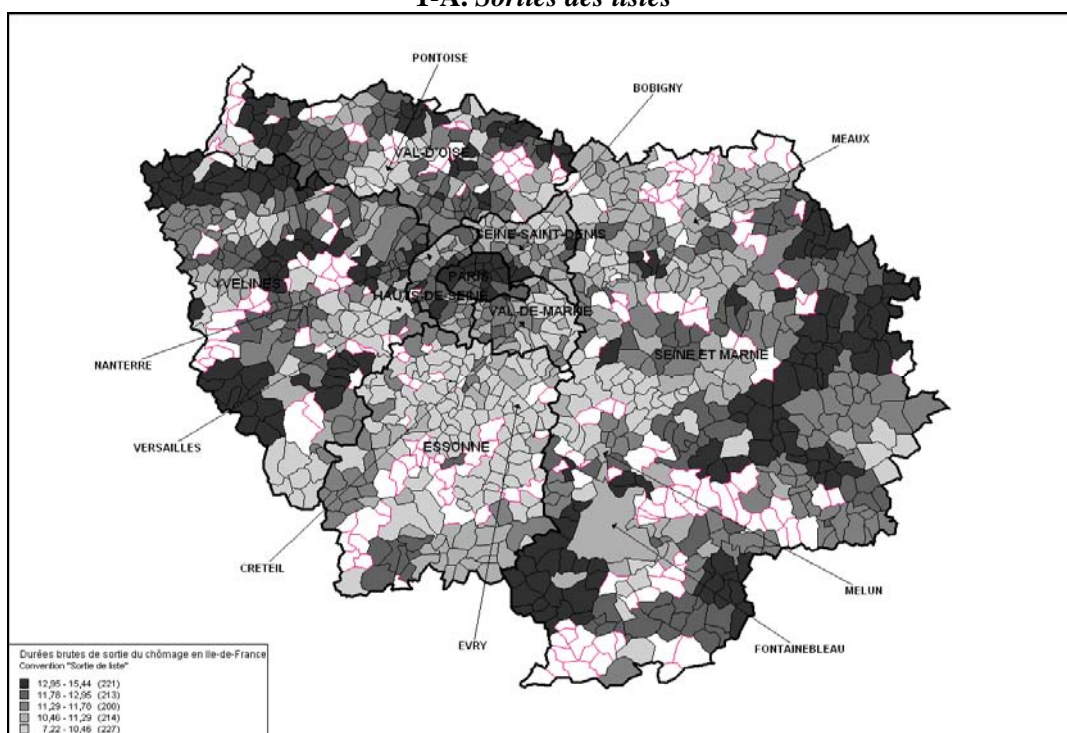 1-A. Sorties des listes
PONTOISE
BOBIGNY
MEAUX
VAL-D'OISE
SEINE-SAINT-DENIS
PARIS
YVELINES
HAUTS-DE-SEINE
VAL-DE-MARNE
SEINE ET MARNE
NANTERRE
VERSAILLES
ESSONNE
CRETEIL
MELUN
EVRY
FONTAINEBLEAU
Durées brutes de sortie du chômage en Ile-de-France
Convention "Sortie de liste"
12,95 - 15,44 (221)
11,78 - 12,95 (213)
11,29 - 11,78 (200)
10,46 - 11,29 (214)
7,22 - 10,46 (227)